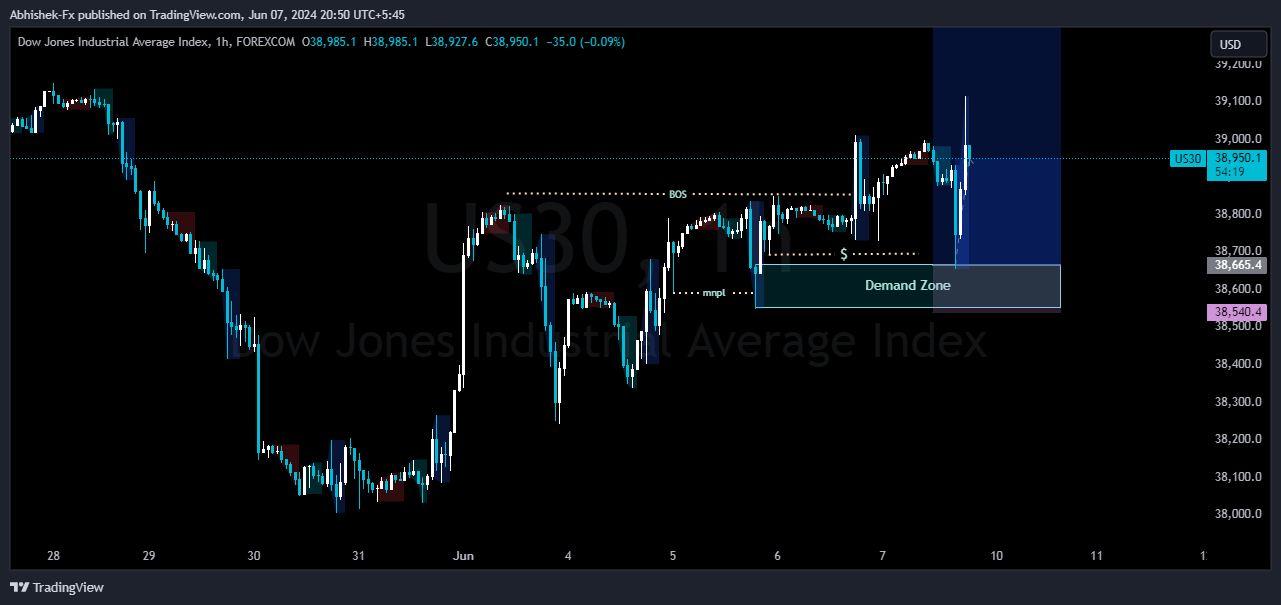 Abhishek-Fx published on TradingView.com, Jun 07, 2024 20:50 UTC+5:45
Dow Jones Industrial Average Index, 1h, FOREXCOM O38,985.1 H38,985.1 L38,927.6 C38,950.1 −35.0 (−0.09%)
USD
39,200.0
39,100.0
39,000.0
US30 38,950.1
54:19
38,800.0
38,700.0
38,665.4
38,600.0
38,540.4
38,500.0
38,400.0
38,300.0
38,200.0
38,100.0
38,000.0
BOS
US30, 1h
$
Demand Zone
mnpl
Dow Jones Industrial Average Index
28 29 30 31 Jun 4 5 6 7 10 11
TradingView